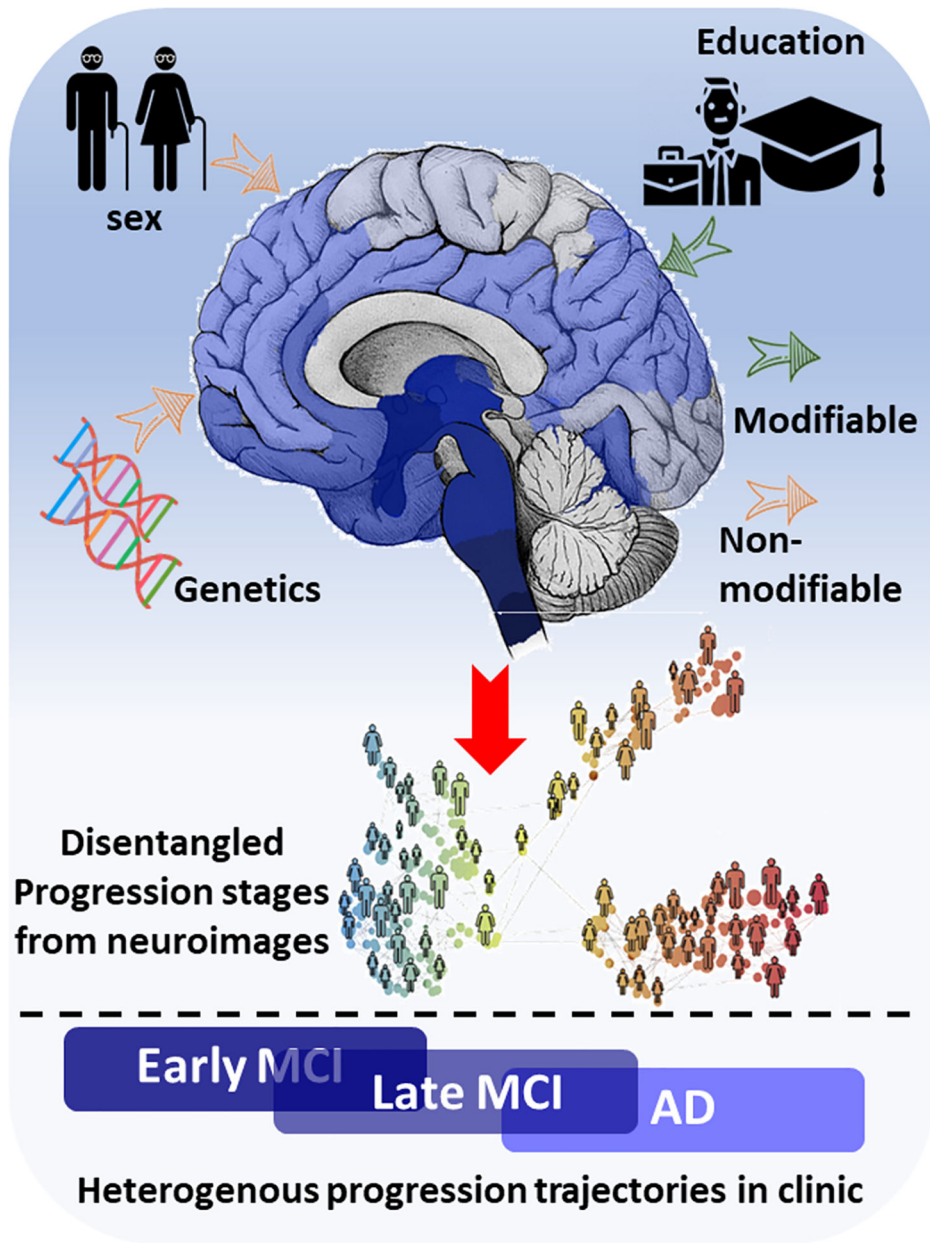 Education
sex
Modifiable
Non-
modifiable
Genetics
Disentangled
Progression stages
from neuroimages
Early MCI
Late MCI
AD
Heterogenous progression trajectories in clinic